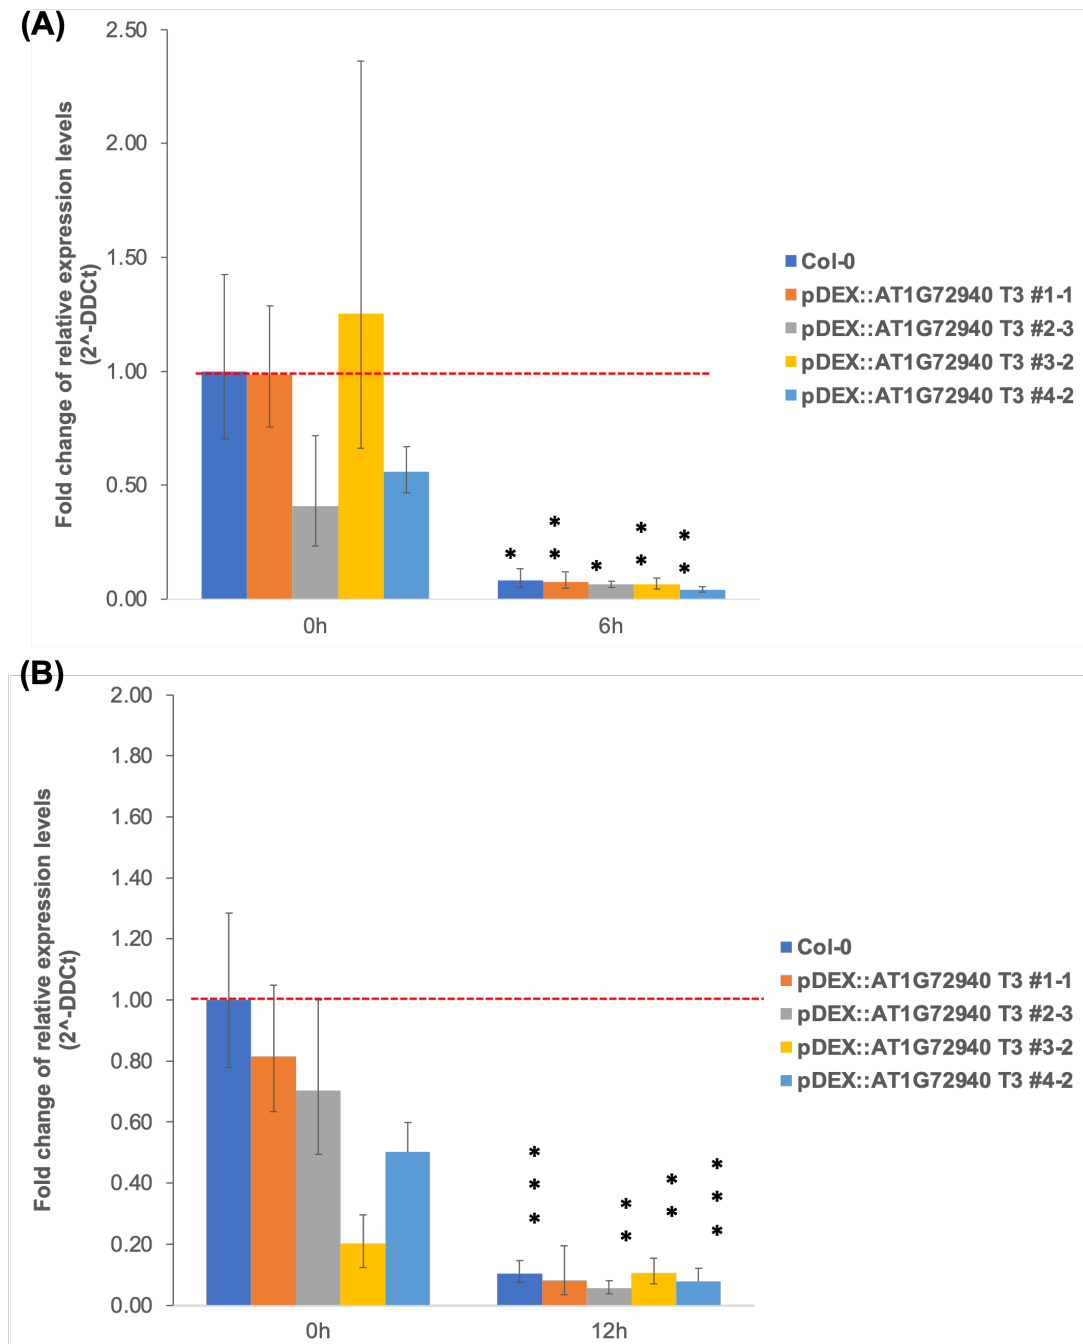 (A)
Fold change of relative expression levels
(2^-DDCt)
2.50
2.00
1.50
1.00
0.50
0.00
* ** * ** **
0h 6h
Col-0
pDEX::AT1G72940 T3 #1-1
pDEX::AT1G72940 T3 #2-3
pDEX::AT1G72940 T3 #3-2
pDEX::AT1G72940 T3 #4-2
(B)
Fold change of relative expression levels
(2^-DDCt)
2.00
1.80
1.60
1.40
1.20
1.00
0.80
0.60
0.40
0.20
0.00
*** ** ** ***
0h 12h
Col-0
pDEX::AT1G72940 T3 #1-1
pDEX::AT1G72940 T3 #2-3
pDEX::AT1G72940 T3 #3-2
pDEX::AT1G72940 T3 #4-2